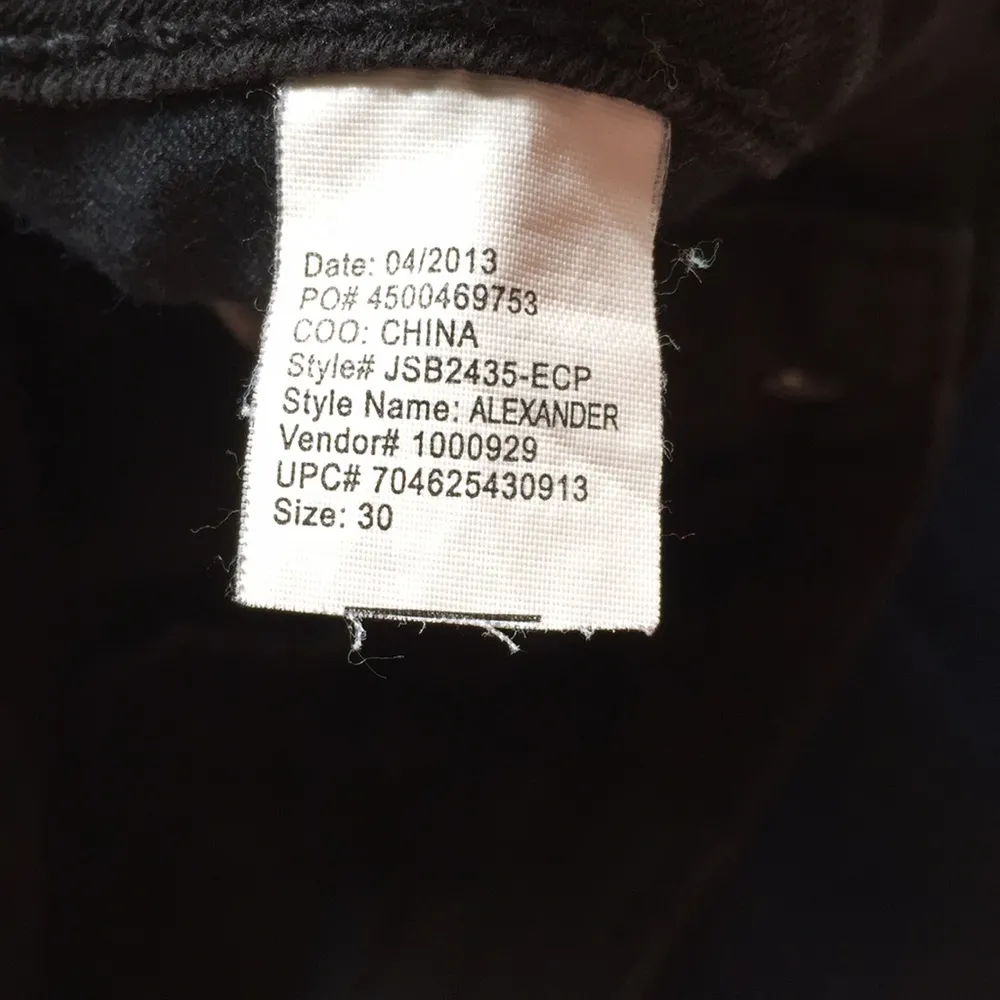 Date: 04/2013
PO# 4500469753
COO: CHINA
Style# JSB2435-ECP
Style Name: ALEXANDER
Vendor# 1000929
UPC# 704625430913
Size: 30